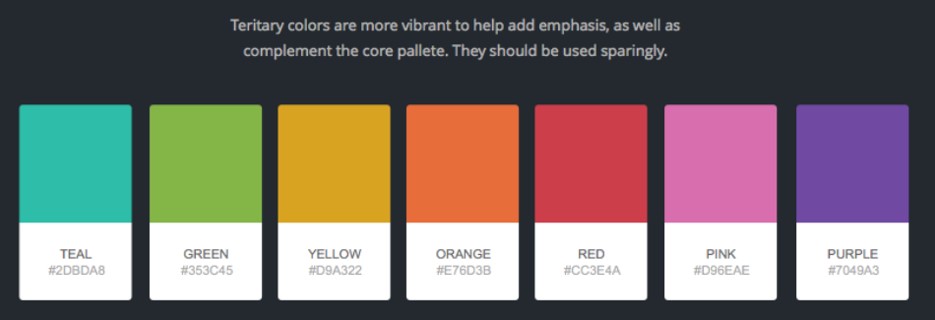 Teritary colors are more vibrant to help add emphasis, as well as
complement the core pallete. They should be used sparingly.
TEAL
#2DBDA8
GREEN
#353C45
YELLOW
#D9A322
ORANGE
#E76D3B
RED
#CC3E4A
PINK
#D96EAE
PURPLE
#7049A3